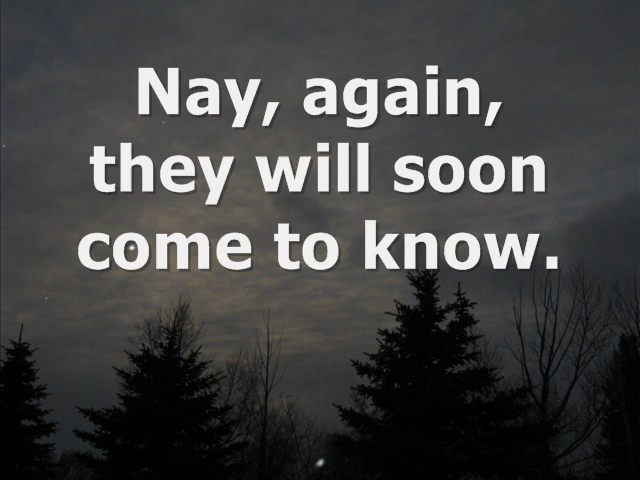 Nay, again,
they will soon
come to know.